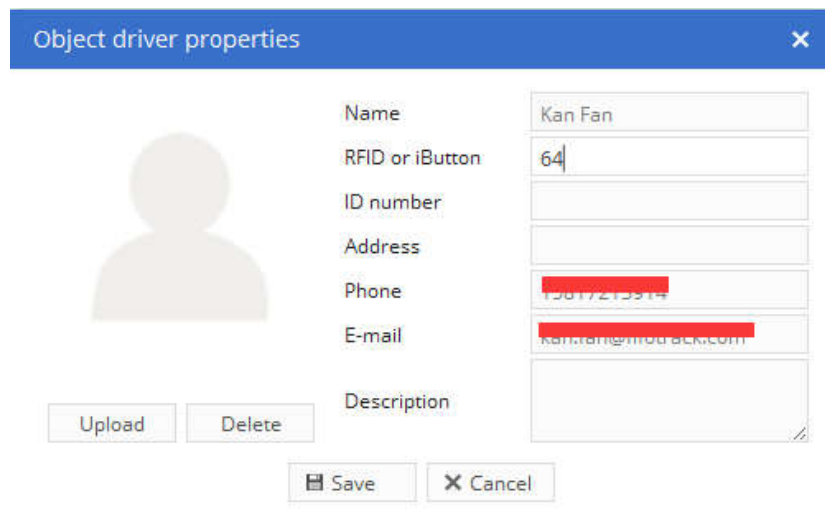 Object driver properties
Name Kan Fan
RFID or iButton 64
ID number
Address
Phone
E-mail
Description
Upload Delete
Save Cancel